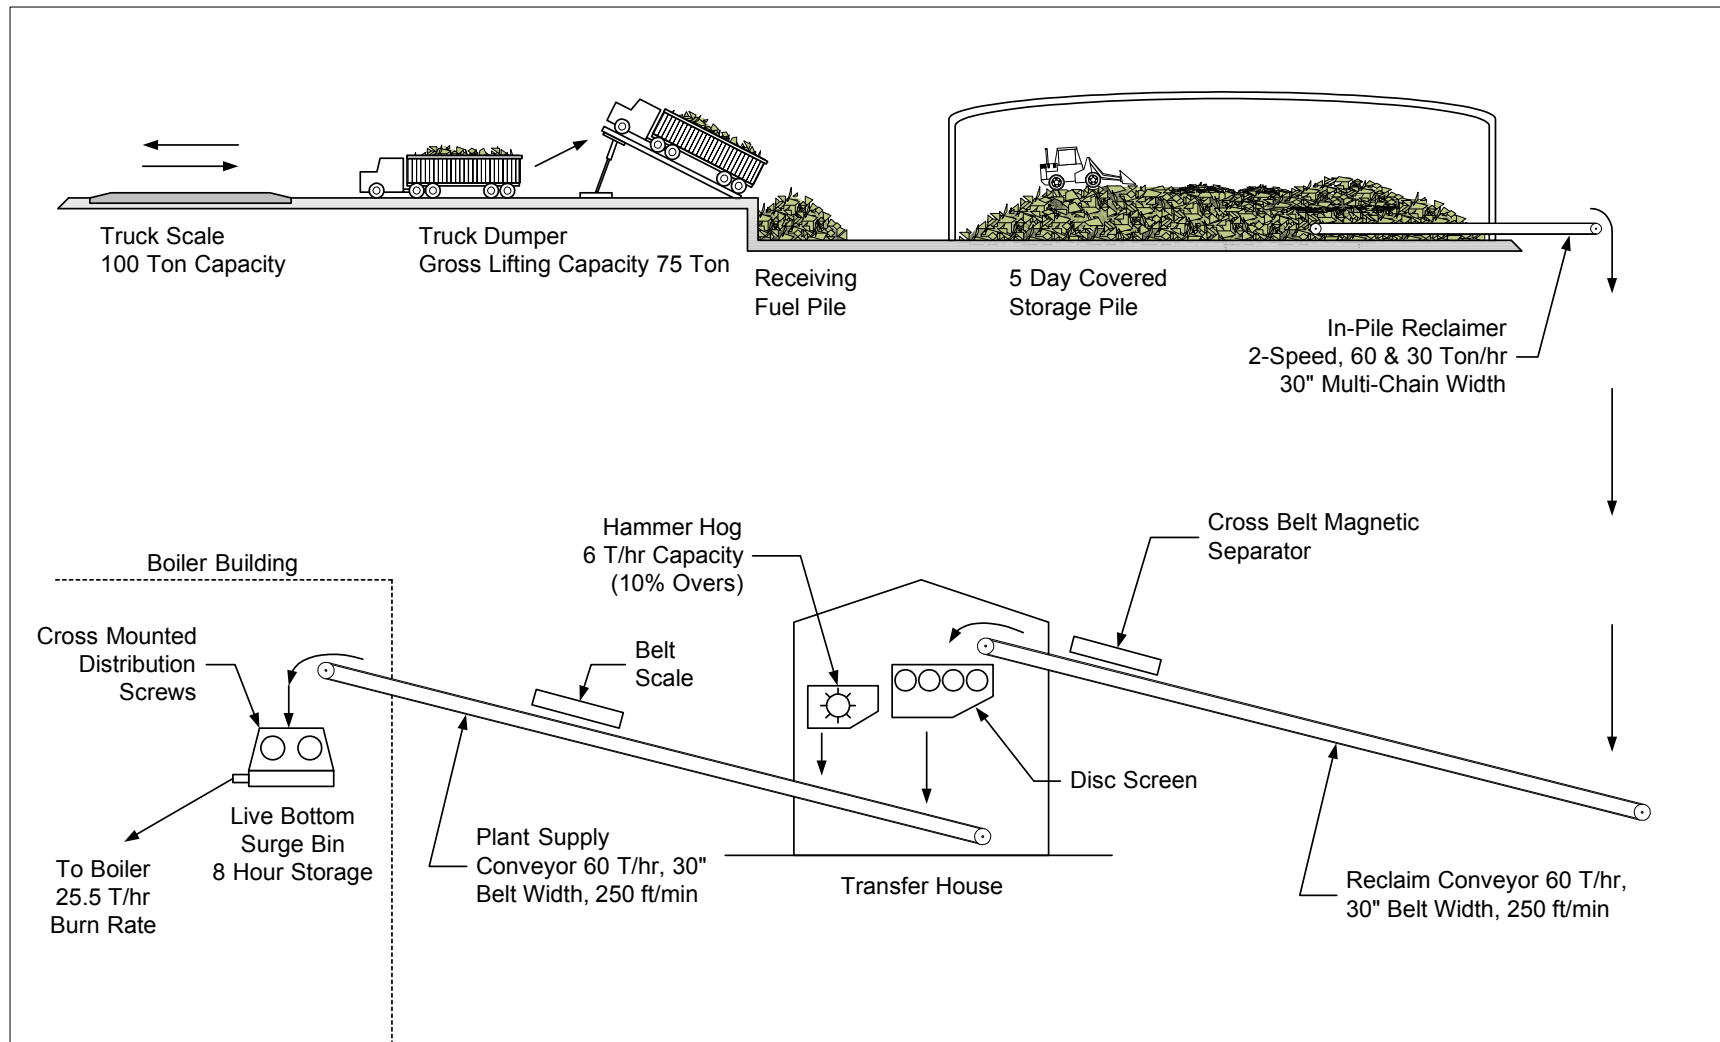 Truck Scale
100 Ton Capacity
Truck Dumper
Gross Lifting Capacity 75 Ton
Receiving
Fuel Pile
5 Day Covered
Storage Pile
In-Pile Reclaimer
2-Speed, 60 & 30 Ton/hr
30" Multi-Chain Width
Hammer Hog
6 T/hr Capacity
(10% Overs)
Cross Belt Magnetic
Separator
Boiler Building
Cross Mounted
Distribution
Screws
Belt
Scale
Disc Screen
Live Bottom
Surge Bin
8 Hour Storage
To Boiler
25.5 T/hr
Burn Rate
Plant Supply
Conveyor 60 T/hr, 30"
Belt Width, 250 ft/min
Transfer House
Reclaim Conveyor 60 T/hr,
30" Belt Width, 250 ft/min